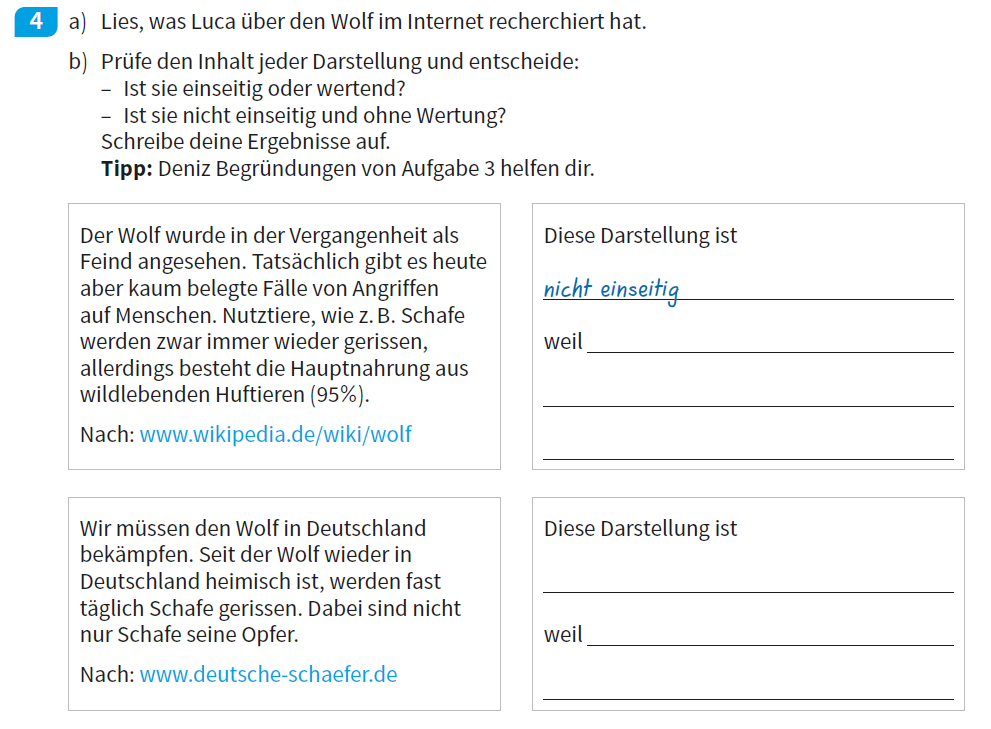 4 a) Lies, was Luca über den Wolf im Internet recherchiert hat.
b) Prüfe den Inhalt jeder Darstellung und entscheide:
– Ist sie einseitig oder wertend?
– Ist sie nicht einseitig und ohne Wertung?
Schreibe deine Ergebnisse auf.
Tipp: Deniz Begründungen von Aufgabe 3 helfen dir.
Der Wolf wurde in der Vergangenheit als
Feind angesehen. Tatsächlich gibt es heute
aber kaum belegte Fälle von Angriffen
auf Menschen. Nutztiere, wie z. B. Schafe
werden zwar immer wieder gerissen,
allerdings besteht die Hauptnahrung aus
wildlebenden Huftieren (95%).
Nach: www.wikipedia.de/wiki/wolf
Diese Darstellung ist
nicht einseitig
weil
Wir müssen den Wolf in Deutschland
bekämpfen. Seit der Wolf wieder in
Deutschland heimisch ist, werden fast
täglich Schafe gerissen. Dabei sind nicht
nur Schafe seine Opfer.
Nach: www.deutsche-schaefer.de
Diese Darstellung ist
weil